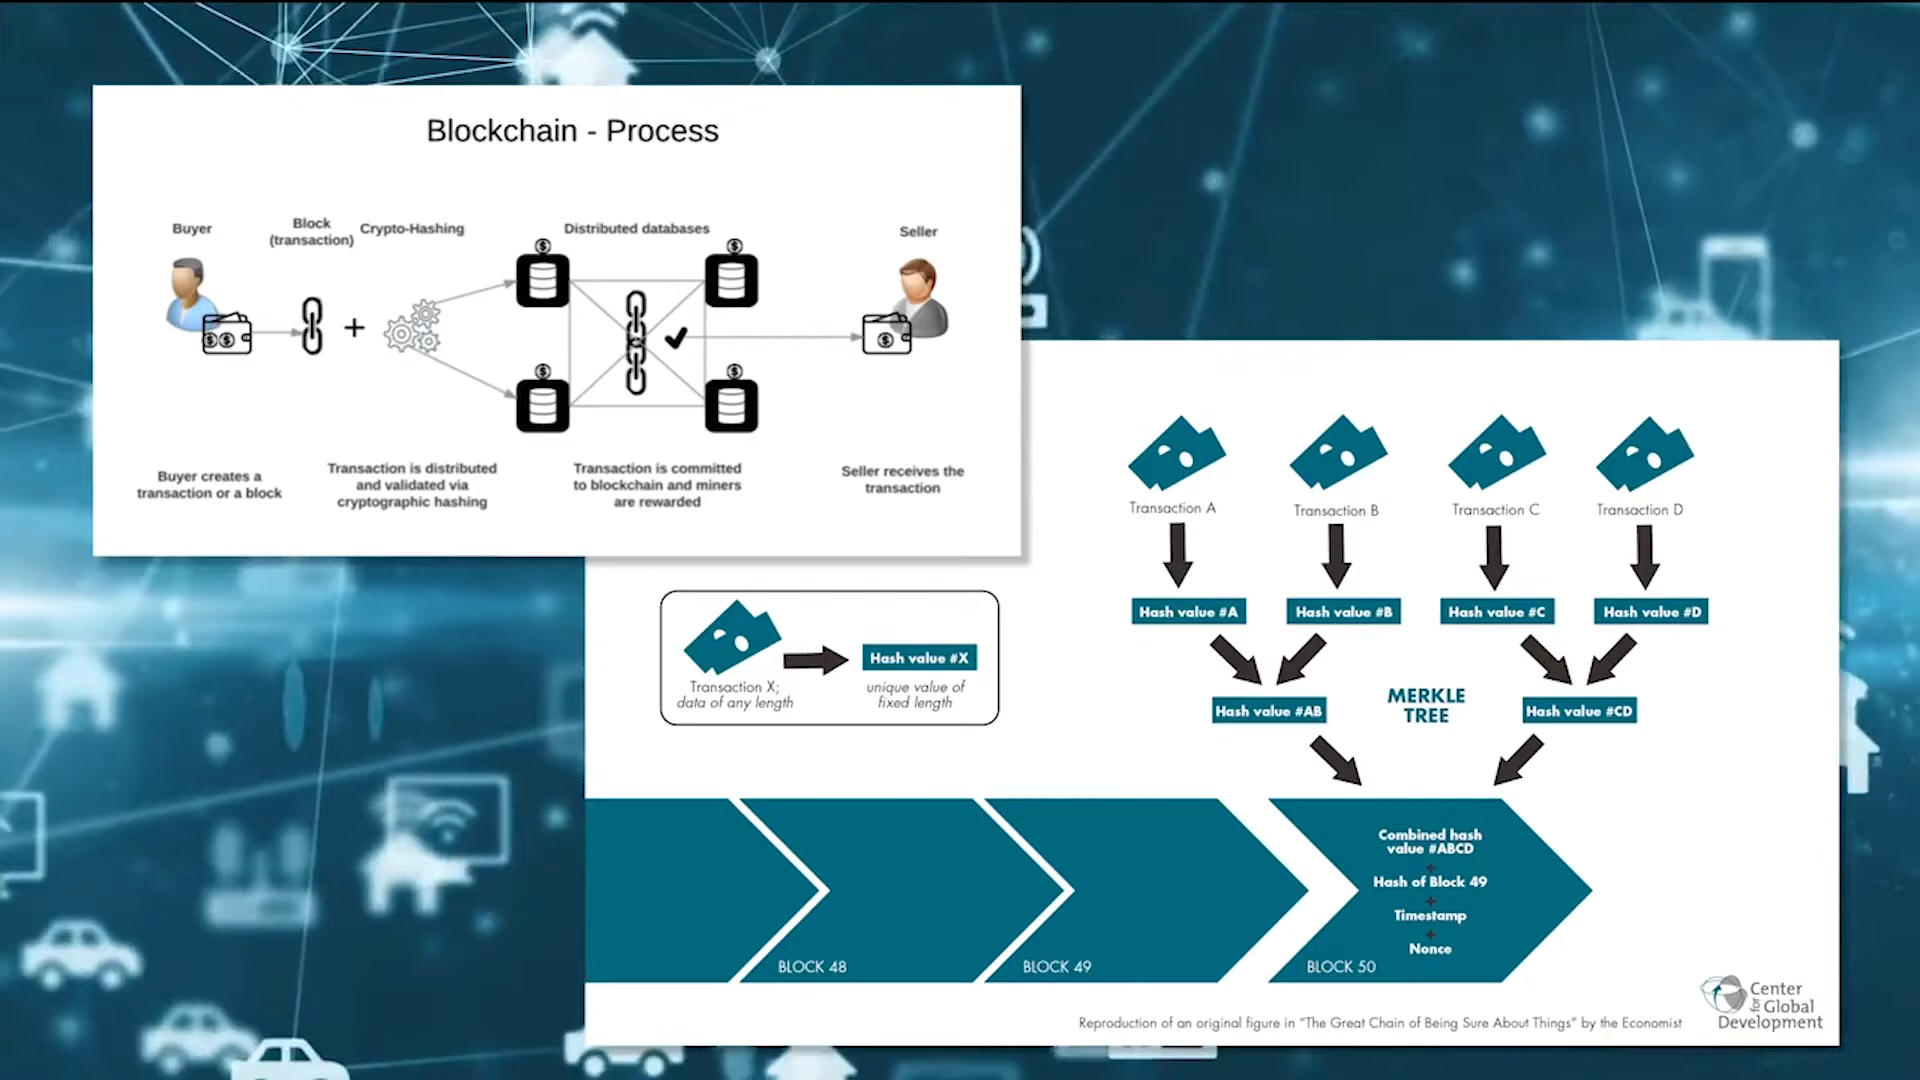 Blockchain - Process
Buyer
Block
(transaction)
Crypto-Hashing
Distributed databases
Seller
Buyer creates a
transaction or a block
Transaction is distributed
and validated via
cryptographic hashing
Transaction is committed
to blockchain and miners
are rewarded
Seller receives the
transaction
Transaction A
Transaction B
Transaction C
Transaction D
Hash value #A
Hash value #B
Hash value #C
Hash value #D
Transaction X;
data of any length
Hash value #X
unique value of
fixed length
Hash value #AB
MERKLE
TREE
Hash value #CD
Combined hash
value #ABCD
+
Hash of Block 49
+
Timestamp
+
Nonce
BLOCK 48
BLOCK 49
BLOCK 50
Center
for Global
Development
Reproduction of an original figure in "The Great Chain of Being Sure About Things" by the Economist